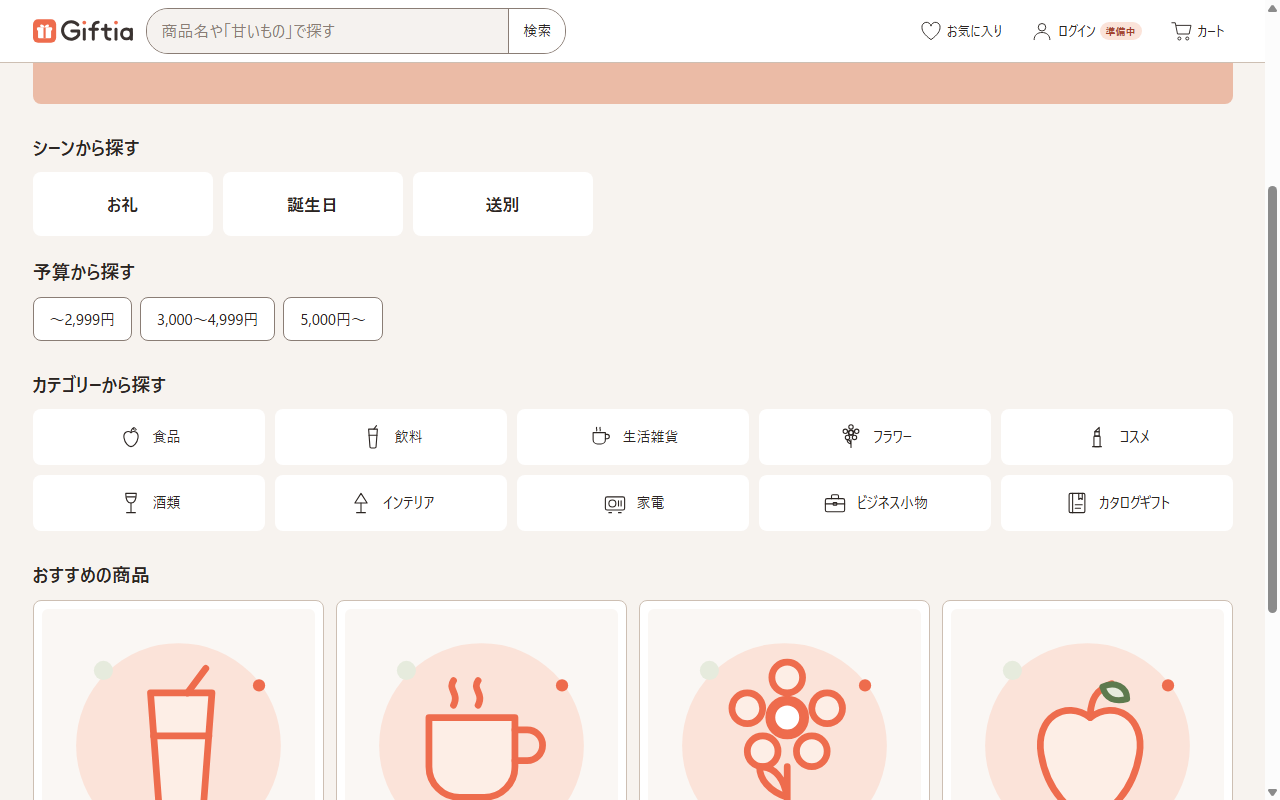 Giftia
商品名や「甘いもの」で探す
検索
お気に入り
ログイン 準備中
カート
シーンから探す
お礼
誕生日
送別
予算から探す
～2,999円
3,000～4,999円
5,000円～
カテゴリーから探す
食品
飲料
生活雑貨
フラワー
コスメ
酒類
インテリア
家電
ビジネス小物
カタログギフト
おすすめの商品